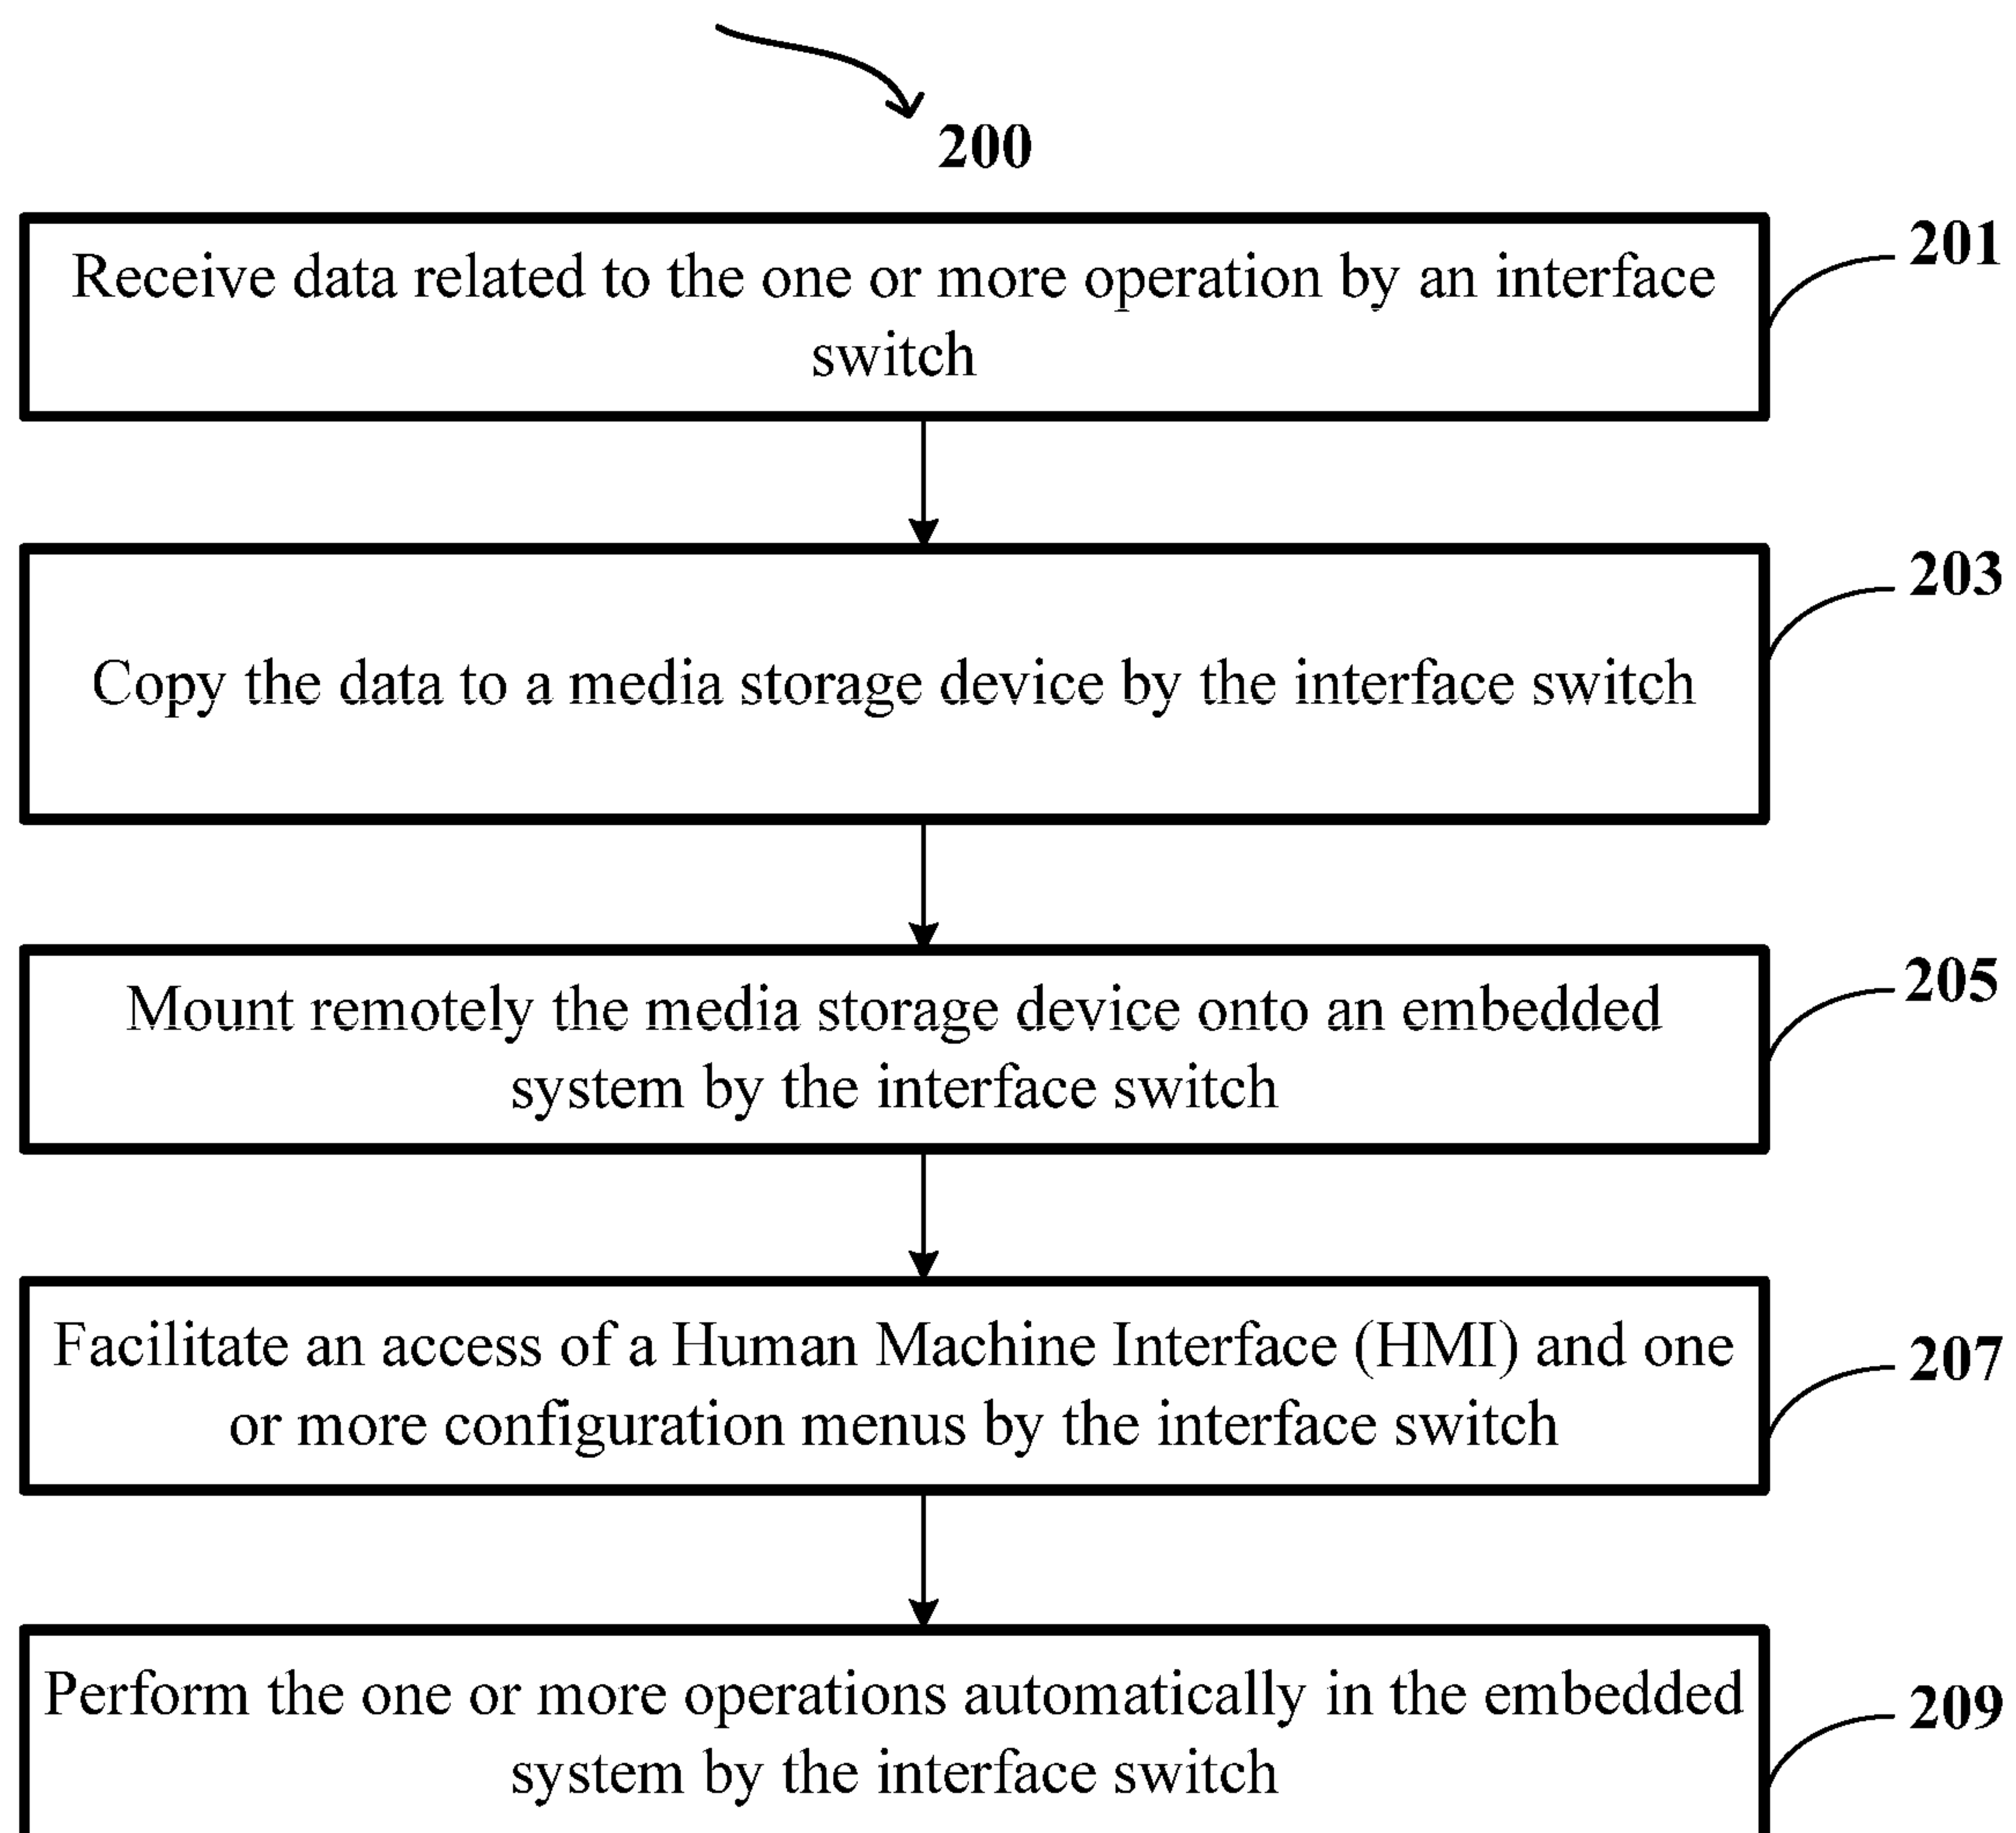 200
201
Receive data related to the one or more operation by an interface
switch
203
Copy the data to a media storage device by the interface switch
205
Mount remotely the media storage device onto an embedded
system by the interface switch
207
Facilitate an access of a Human Machine Interface (HMI) and one
or more configuration menus by the interface switch
209
Perform the one or more operations automatically in the embedded
system by the interface switch